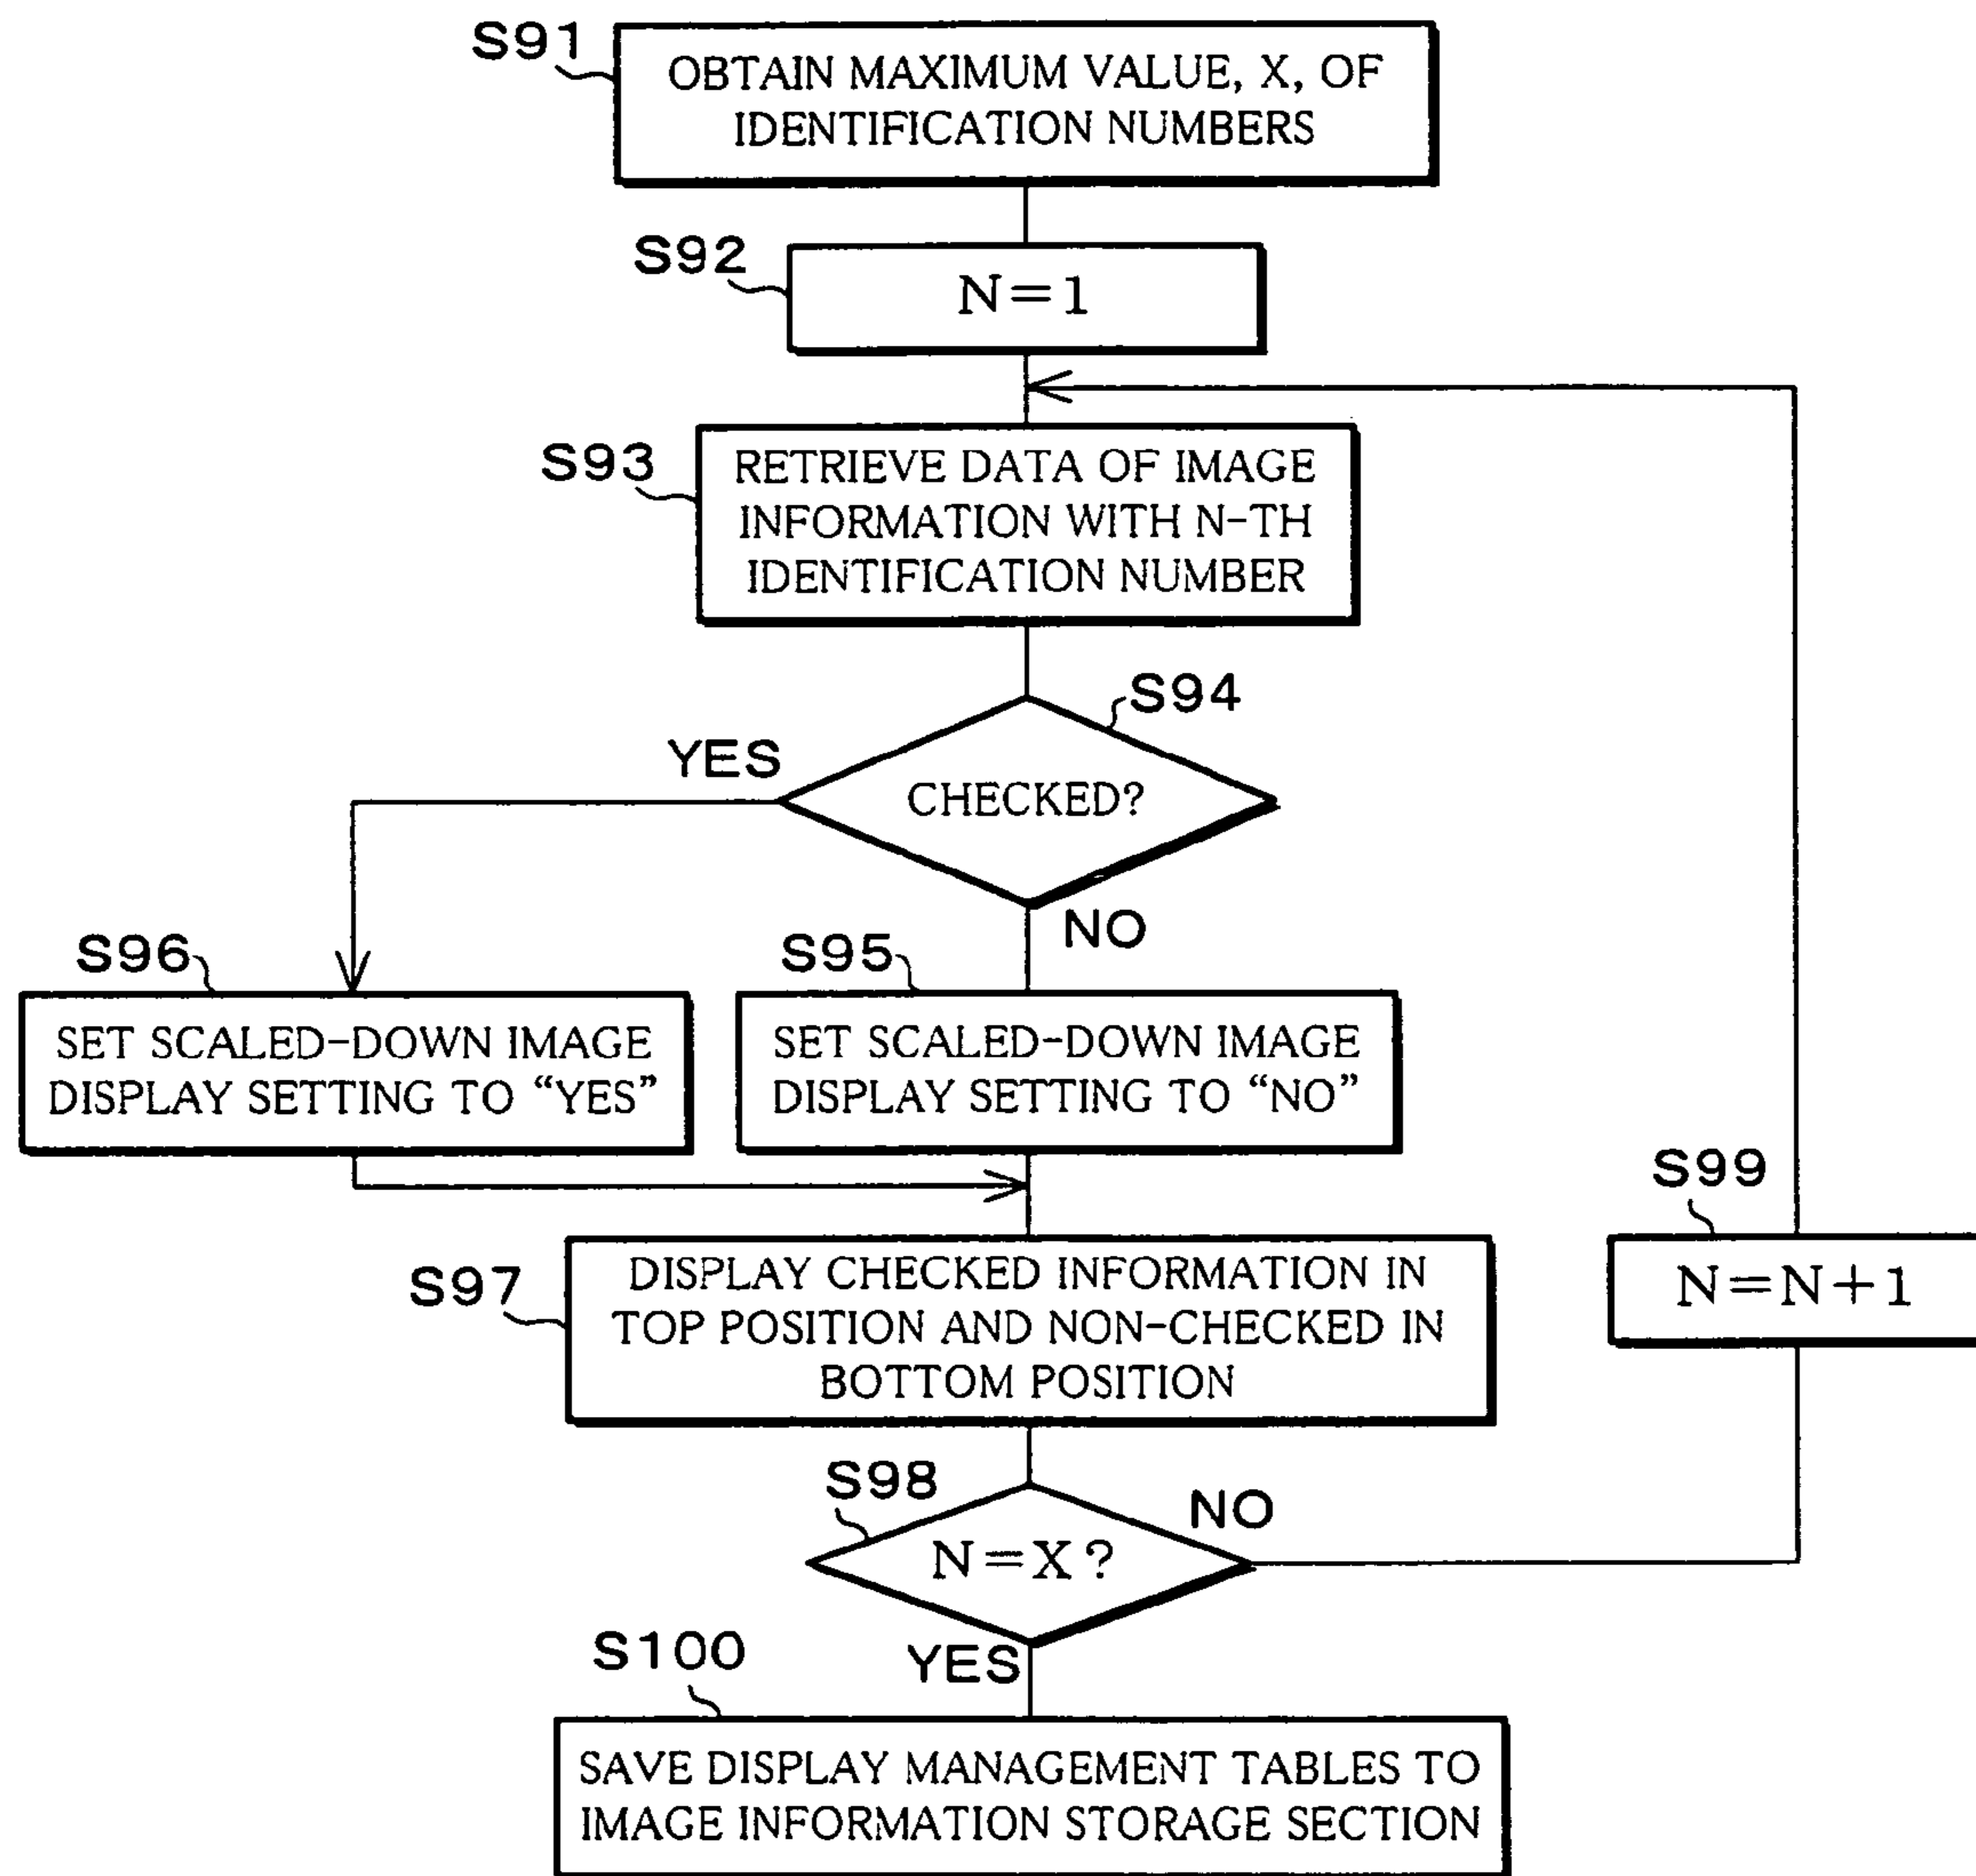 S91
OBTAIN MAXIMUM VALUE, X, OF
IDENTIFICATION NUMBERS
S92
N=1
S93
RETRIEVE DATA OF IMAGE
INFORMATION WITH N-TH
IDENTIFICATION NUMBER
S94
YES
CHECKED?
NO
S96
SET SCALED-DOWN IMAGE
DISPLAY SETTING TO “YES”
S95
SET SCALED-DOWN IMAGE
DISPLAY SETTING TO “NO”
S99
N=N+1
S97
DISPLAY CHECKED INFORMATION IN
TOP POSITION AND NON-CHECKED IN
BOTTOM POSITION
S98
NO
N=X?
YES
S100
SAVE DISPLAY MANAGEMENT TABLES TO
IMAGE INFORMATION STORAGE SECTION